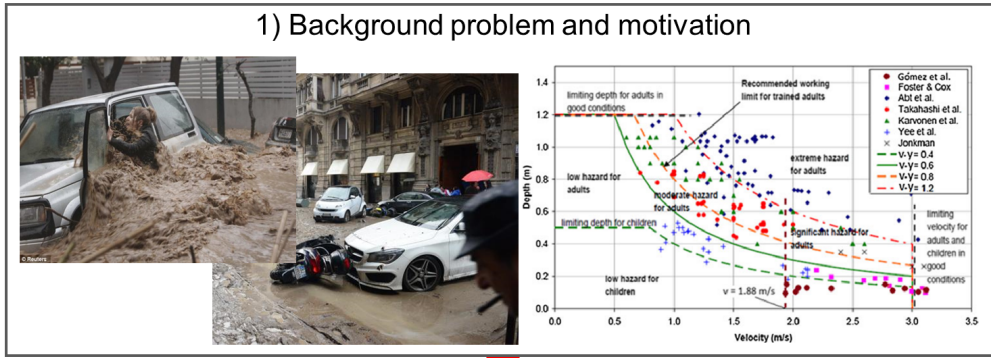 1) Background problem and motivation
© Reuters
1.4
1.2
1.0
0.8
0.6
0.4
0.2
0.0
Depth (m)
0.0 0.5 1.0 1.5 2.0 2.5 3.0 3.5
Velocity (m/s)
limiting depth for adults in
good conditions
Recommended working
limit for trained adults
low hazard for
adults
moderate hazard
for adults
extreme hazard
for adults
significant hazard for
adults
limiting depth for children
low hazard for
children
v = 1.88 m/s
limiting
velocity for
adults and
children in
good
conditions
Gómez et al.
Foster & Cox
Abt et al.
Takahashi et al.
Karvonen et al.
Yee et al.
Jonkman
v·y= 0.4
v·y= 0.6
v·y= 0.8
v·y= 1.2